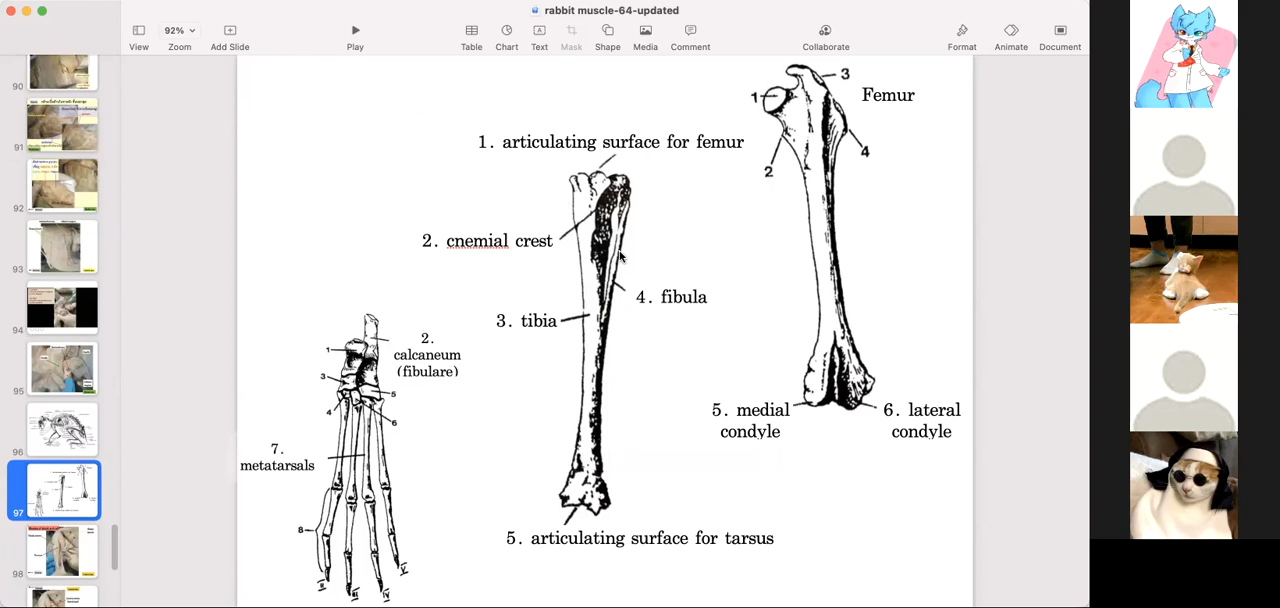 rabbit muscle-64-updated
92%
View
Zoom
Add Slide
Play
Table
Chart
Text
Mask
Shape
Media
Comment
Collaborate
Format
Animate
Document
90
91
92
93
94
95
96
97
98
3
1
Femur
1. articulating surface for femur
4
2
2. cnemial crest
4. fibula
3. tibia
2.
calcaneum
(fibulare)
1
3
5
4
6
5. medial
condyle
6. lateral
condyle
7.
metatarsals
8
5. articulating surface for tarsus
II
III
IV
V